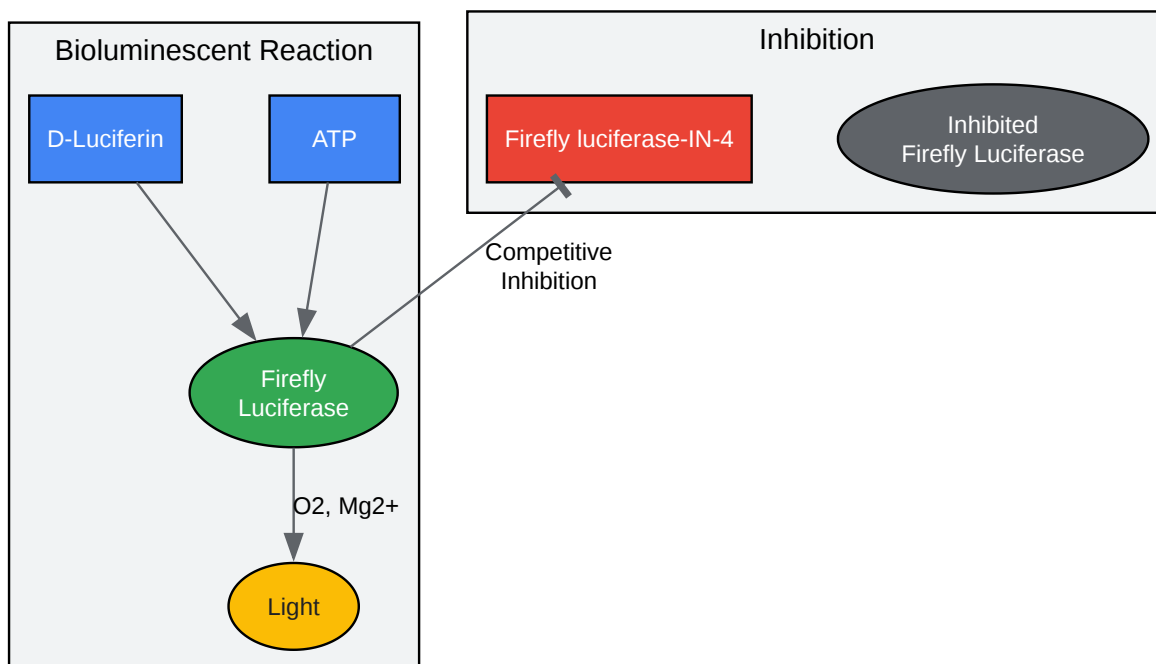 Bioluminescent Reaction
D-Luciferin
ATP
Firefly
Luciferase
O2, Mg2+
Light
Competitive
Inhibition
Inhibition
Firefly luciferase-IN-4
Inhibited
Firefly Luciferase